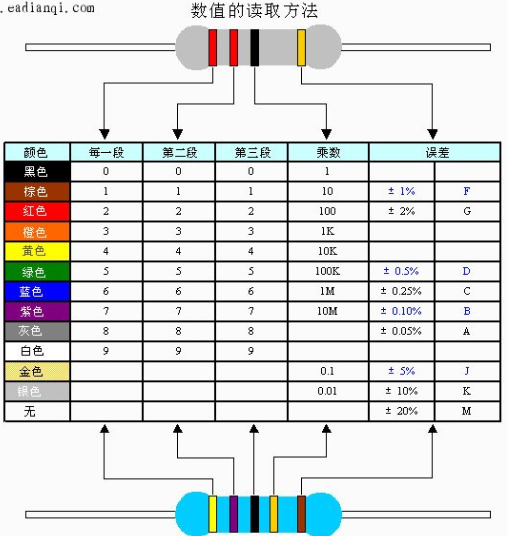 .eadianqi.com
数值的读取方法
颜色 每一段 第二段 第三段 乘数 误差
黑色 0 0 0 1
棕色 1 1 1 10 ± 1% F
红色 2 2 2 100 ± 2% G
橙色 3 3 3 1K
黄色 4 4 4 10K
绿色 5 5 5 100K ± 0.5% D
蓝色 6 6 6 1M ± 0.25% C
紫色 7 7 7 10M ± 0.10% B
灰色 8 8 8 ± 0.05% A
白色 9 9 9
金色 0.1 ± 5% J
银色 0.01 ± 10% K
无 ± 20% M